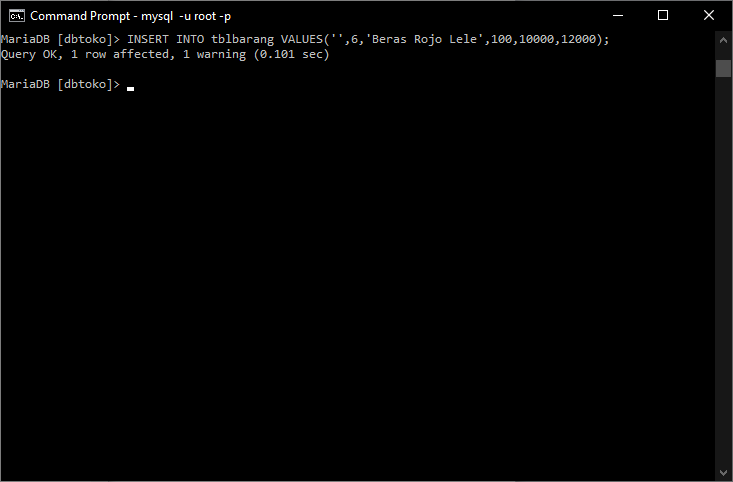 Command Prompt - mysql  -u root -p
MariaDB [dbtoko]> INSERT INTO tblbarang VALUES('',6,'Beras Rojo Lele',100,10000,12000);
Query OK, 1 row affected, 1 warning (0.101 sec)
MariaDB [dbtoko]>